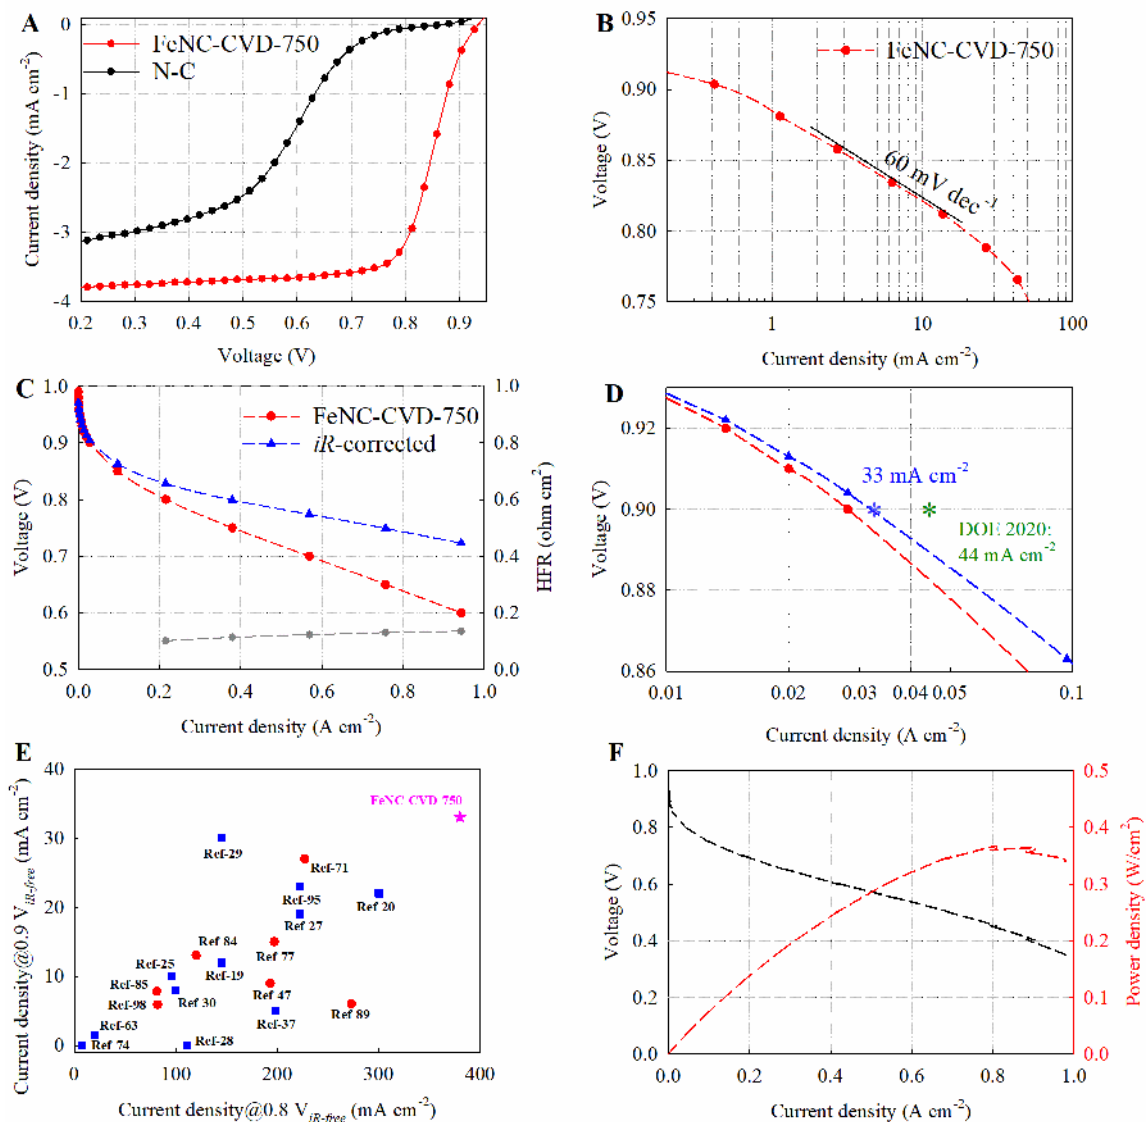 A
FeNC-CVD-750
N-C
0
-1
-2
-3
-4
Current density (mA cm-2)
0.2 0.3 0.4 0.5 0.6 0.7 0.8 0.9
Voltage (V)
B
FeNC-CVD-750
60 mV dec-1
0.95
0.90
0.85
0.80
0.75
Voltage (V)
1 10 100
Current density (mA cm-2)
C
FeNC-CVD-750
iR-corrected
1.0
0.9
0.8
0.7
0.6
0.5
Voltage (V)
1.0
0.8
0.6
0.4
0.2
0.0
HFR (ohm cm2)
0.0 0.2 0.4 0.6 0.8 1.0
Current density (A cm-2)
D
33 mA cm-2
DOE 2020:
44 mA cm-2
0.92
0.90
0.88
0.86
Voltage (V)
0.01 0.02 0.03 0.04 0.05 0.1
Current density (A cm-2)
E
FeNC-CVD-750
Ref-29
Ref-71
Ref-95
Ref 20
Ref 27
Ref 84
Ref 77
Ref-25
Ref-19
Ref-85
Ref-98
Ref 30
Ref 47
Ref-37
Ref 89
Ref-63
Ref 74
Ref-28
40
30
20
10
0
Current density@0.9 ViR-free (mA cm-2)
0 100 200 300 400
Current density@0.8 ViR-free (mA cm-2)
F
1.0
0.8
0.6
0.4
0.2
0.0
Voltage (V)
0.5
0.4
0.3
0.2
0.1
0.0
Power density (W/cm2)
0.0 0.2 0.4 0.6 0.8 1.0
Current density (A cm-2)